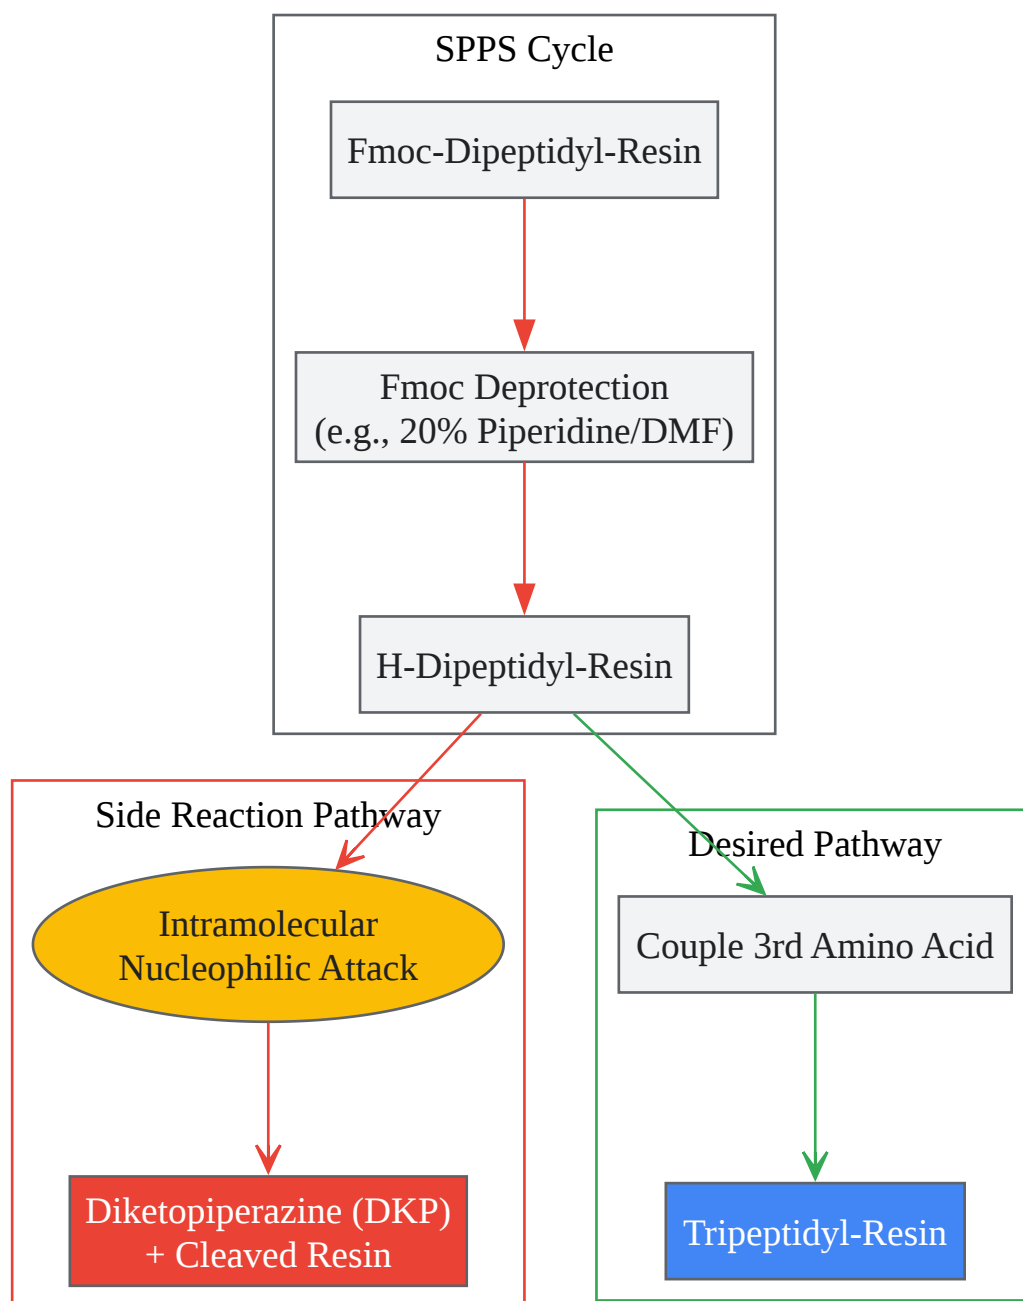 SPPS Cycle
Fmoc-Dipeptidyl-Resin
Fmoc Deprotection
(e.g., 20% Piperidine/DMF)
H-Dipeptidyl-Resin
Side Reaction Pathway
Intramolecular
Nucleophilic Attack
Diketopiperazine (DKP)
+ Cleaved Resin
Desired Pathway
Couple 3rd Amino Acid
Tripeptidyl-Resin